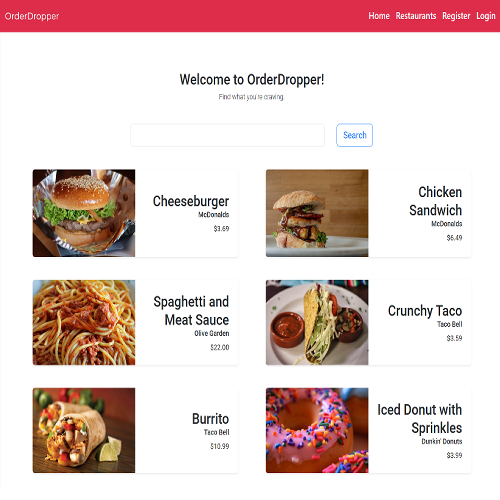 OrderDropper
Home Restaurants Register Login
Welcome to OrderDropper!
Find what you're craving.
Search
Cheeseburger
McDonalds
$3.69
Chicken
Sandwich
McDonalds
$6.49
Spaghetti and
Meat Sauce
Olive Garden
$22.00
Crunchy Taco
Taco Bell
$3.59
Burrito
Taco Bell
$10.99
Iced Donut with
Sprinkles
Dunkin' Donuts
$3.99